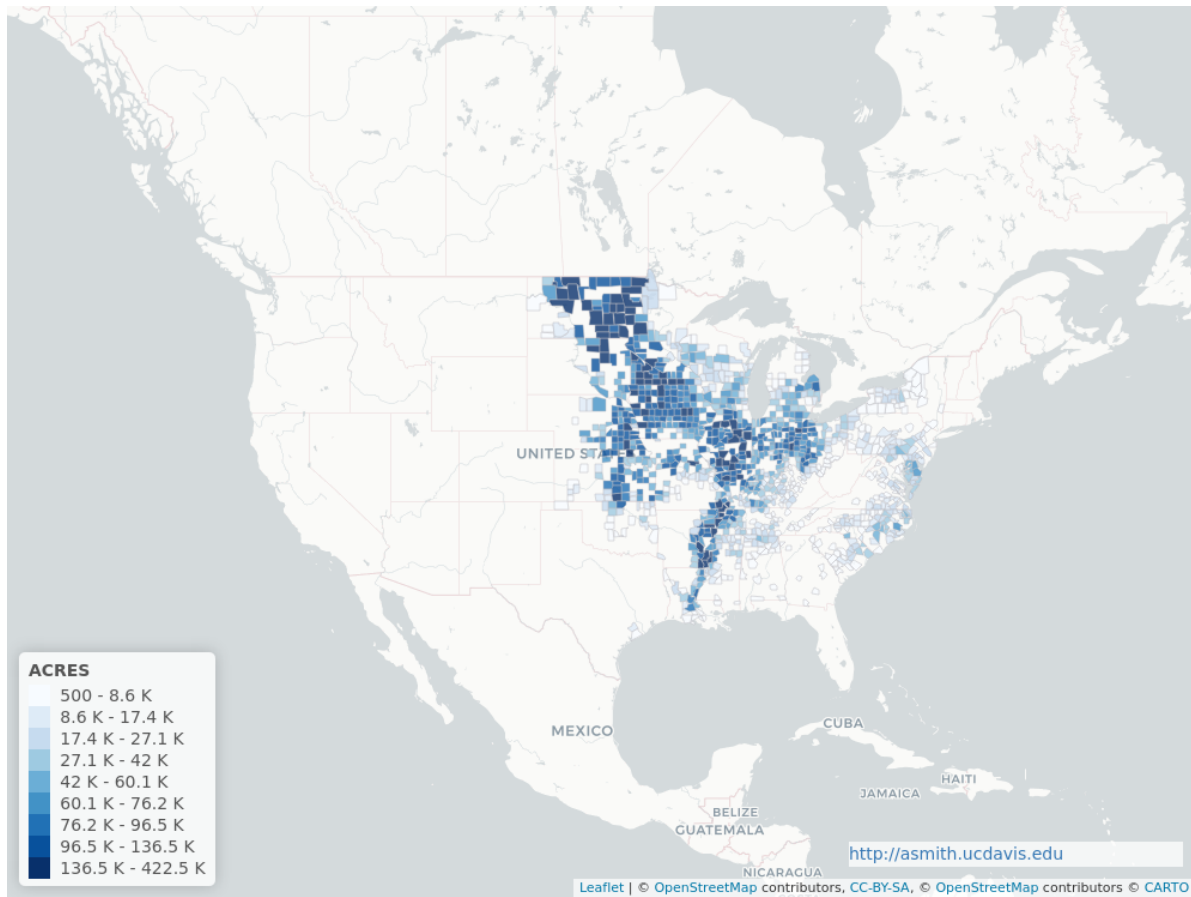 UNITED STA
ACRES
500 - 8.6 K
8.6 K - 17.4 K
17.4 K - 27.1 K
27.1 K - 42 K
42 K - 60.1 K
60.1 K - 76.2 K
76.2 K - 96.5 K
96.5 K - 136.5 K
136.5 K - 422.5 K
MEXICO
CUBA
HAITI
JAMAICA
BELIZE
GUATEMALA
NICARAGUA
http://asmith.ucdavis.edu
Leaflet | © OpenStreetMap contributors, CC-BY-SA, © OpenStreetMap contributors © CARTO